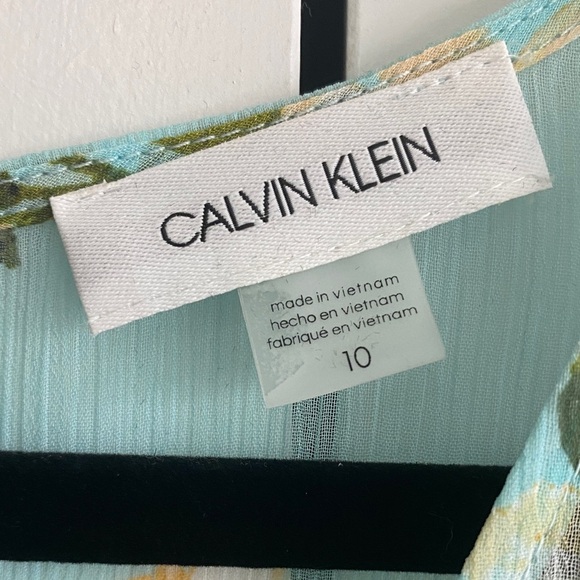 CALVIN KLEIN
made in vietnam
hecho en vietnam
fabriqué en vietnam
10